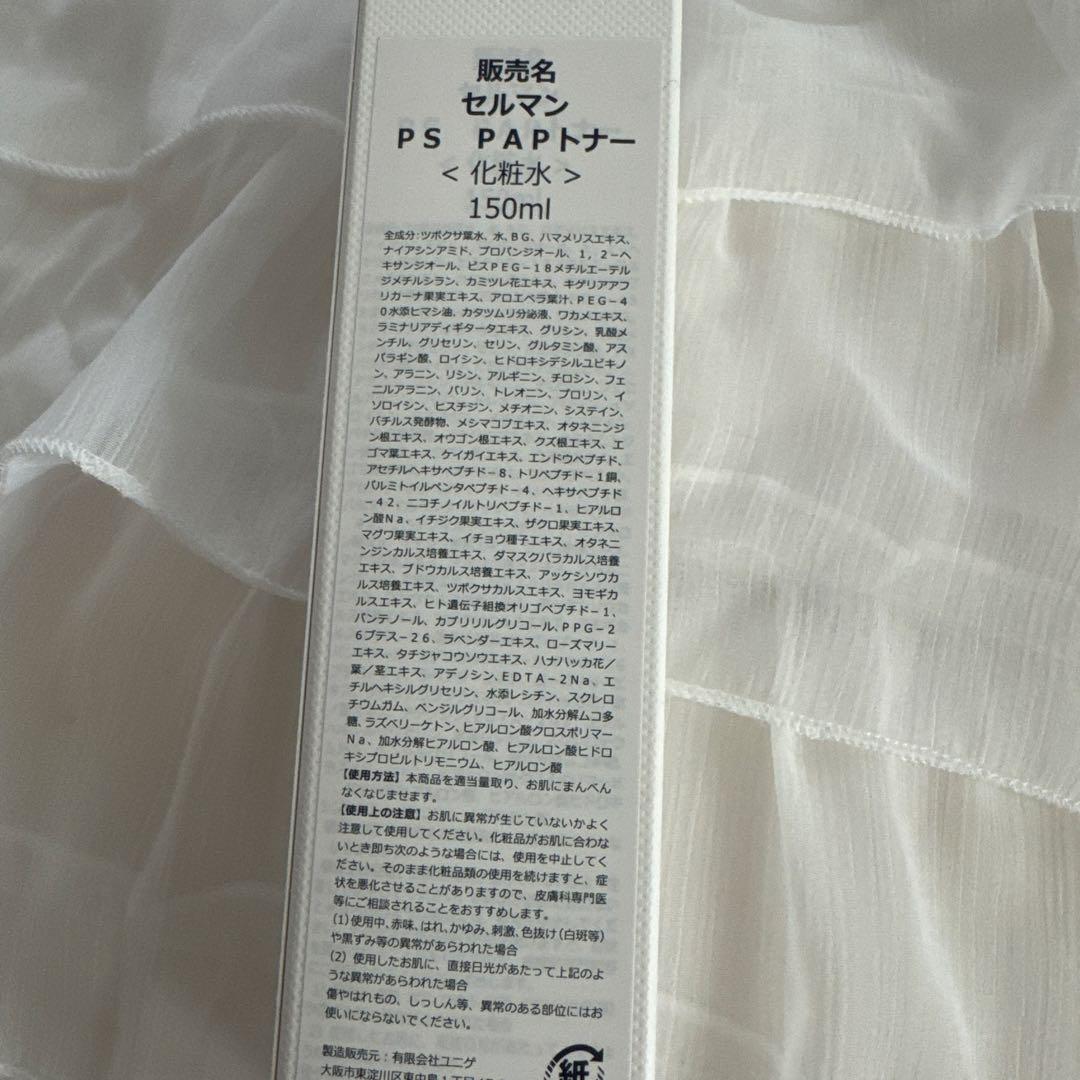 販売名
セルマン
PS PAPトナー
< 化粧水 >
150ml
全成分:ツボクサ葉水、水、BG、ハマメリスエキス、
ナイアシンアミド、プロパンジオール、1,2-ヘ
キサンジオール、ビスPEG-18メチルエーテル
ジメチルシラン、カミツレ花エキス、キゲリアアフ
リカーナ果実エキス、アロエベラ葉汁、PEG-4
0水添ヒマシ油、カタツムリ分泌液、ワカメエキス、
ラミナリアディギタータエキス、グリシン、乳酸メ
ンチル、グリセリン、セリン、グルタミン酸、アス
パラギン酸、ロイシン、ヒドロキシデシルユビキノ
ン、アラニン、リシン、アルギニン、チロシン、フェ
ニルアラニン、バリン、トレオニン、プロリン、イ
ソロイシン、ヒスチジン、メチオニン、システイン、
バチルス発酵物、メシマコブエキス、オタネニンジ
ン根エキス、オウゴン根エキス、クズ根エキス、エ
ゴマ葉エキス、ケイガイエキス、エンドウペプチド、
アセチルヘキサペプチド-8、トリペプチド-1銅、
パルミトイルペンタペプチド-4、ヘキサペプチド
-42、ニコチノイルトリペプチド-1、ヒアルロ
ン酸Na、イチジク果実エキス、ザクロ果実エキス、
マグワ果実エキス、イチョウ種子エキス、オタネニ
ンジンカルス培養エキス、ダマスクバラカルス培養
エキス、ブドウカルス培養エキス、アッケシソウカ
ルス培養エキス、ツボクサカルスエキス、ヨモギカ
ルスエキス、ヒト遺伝子組換オリゴペプチド-1、
パンテノール、カプリリルグリコール、PPG-2
6ブテス-26、ラベンダーエキス、ローズマリー
エキス、タチジャコウソウエキス、ハナハッカ花/
葉/茎エキス、アデノシン、EDTA-2Na、エ
チルヘキシルグリセリン、水添レシチン、スクレロ
チウムガム、ベンジルグリコール、加水分解ムコ多
糖、ラズベリーケトン、ヒアルロン酸クロスポリマー
Na、加水分解ヒアルロン酸、ヒアルロン酸ヒドロ
キシプロピルトリモニウム、ヒアルロン酸
【使用方法】本商品を適当量取り、お肌にまんべん
なくなじませます。
【使用上の注意】お肌に異常が生じていないかよく
注意して使用してください。化粧品がお肌に合わな
いとき即ち次のような場合には、使用を中止してく
ださい。そのまま化粧品類の使用を続けますと、症
状を悪化させることがありますので、皮膚科専門医
等にご相談されることをおすすめします。
(1)使用中、赤味、はれ、かゆみ、刺激、色抜け(白斑等)
や黒ずみ等の異常があらわれた場合
(2)使用したお肌に、直接日光があたって上記のよ
うな異常があらわれた場合
傷やはれもの、しっしん等、異常のある部位にはお
使いにならないでください。
製造販売元:有限会社ユニゲ
大阪市東淀川区東中島1丁目
紙